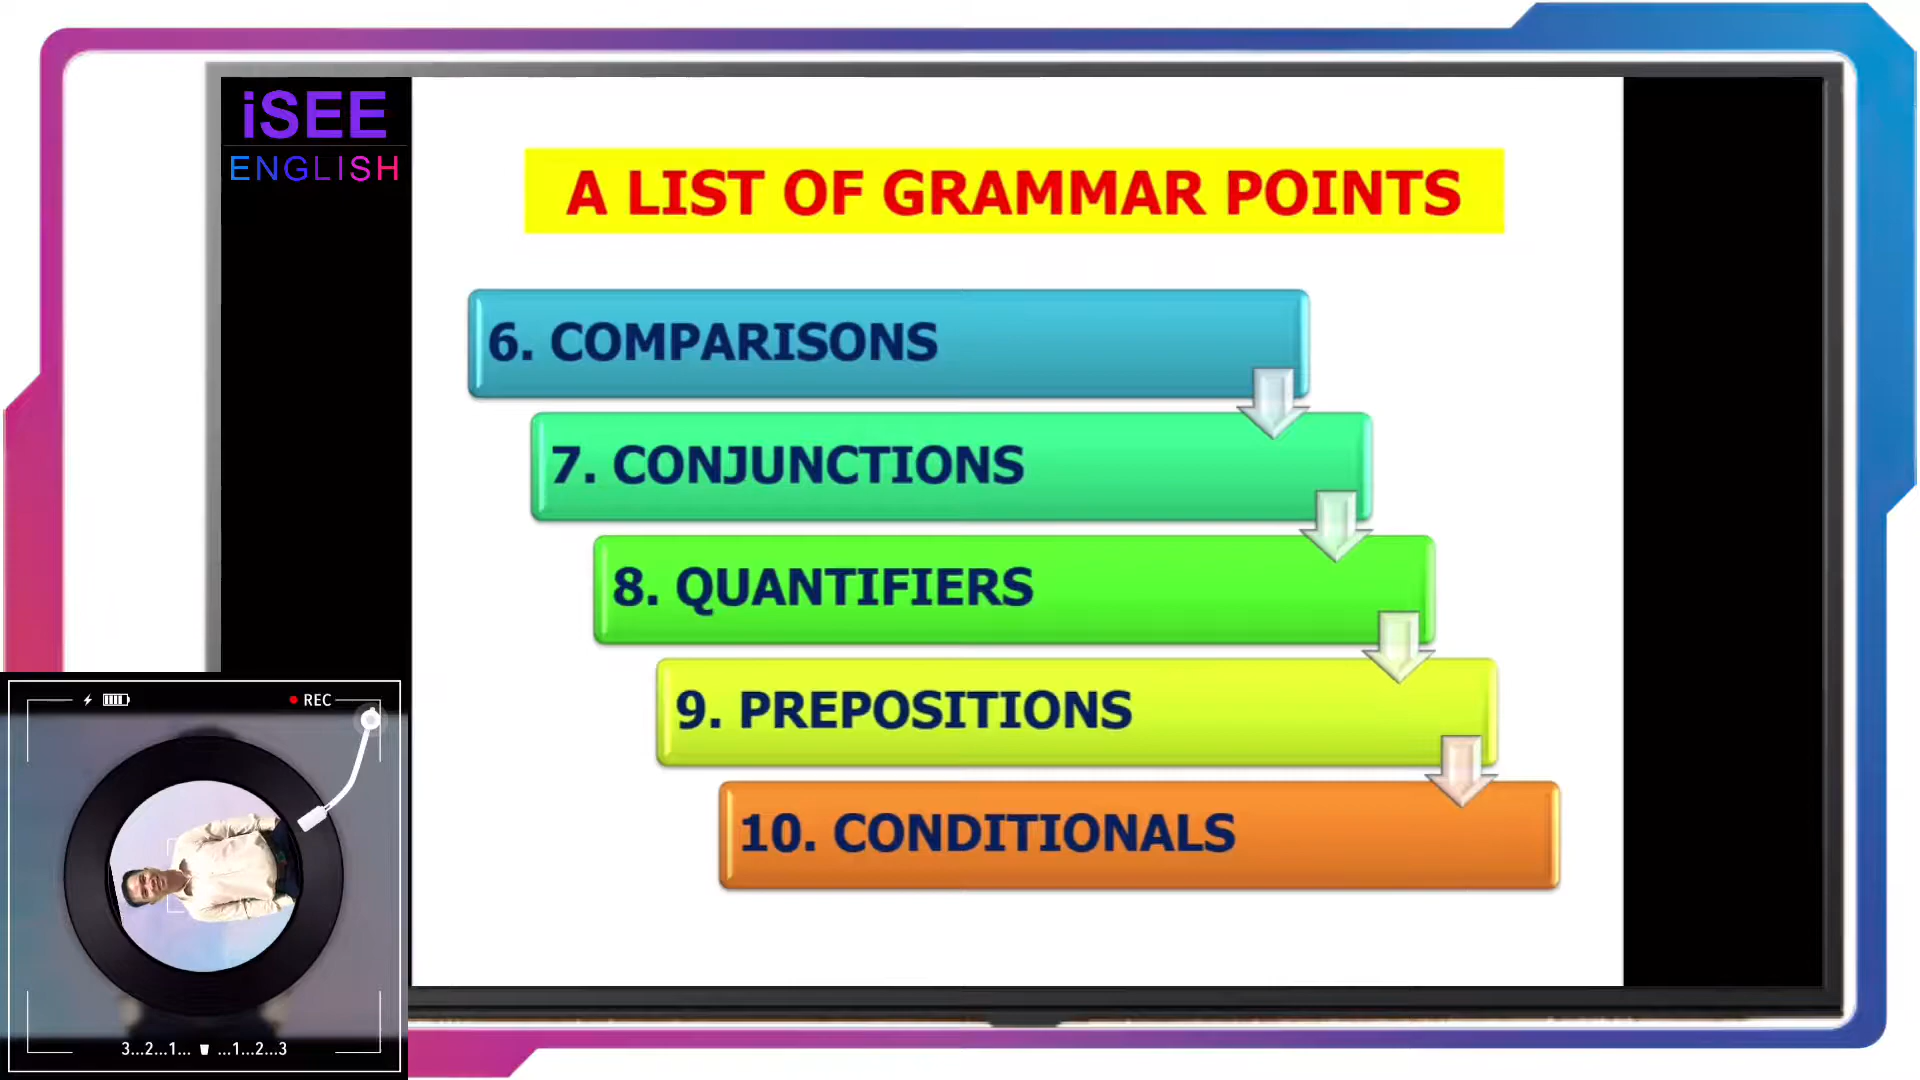 iSEE
ENGLISH
A LIST OF GRAMMAR POINTS
6. COMPARISONS
7. CONJUNCTIONS
8. QUANTIFIERS
9. PREPOSITIONS
10. CONDITIONALS
REC
3...2...1... ...1...2...3